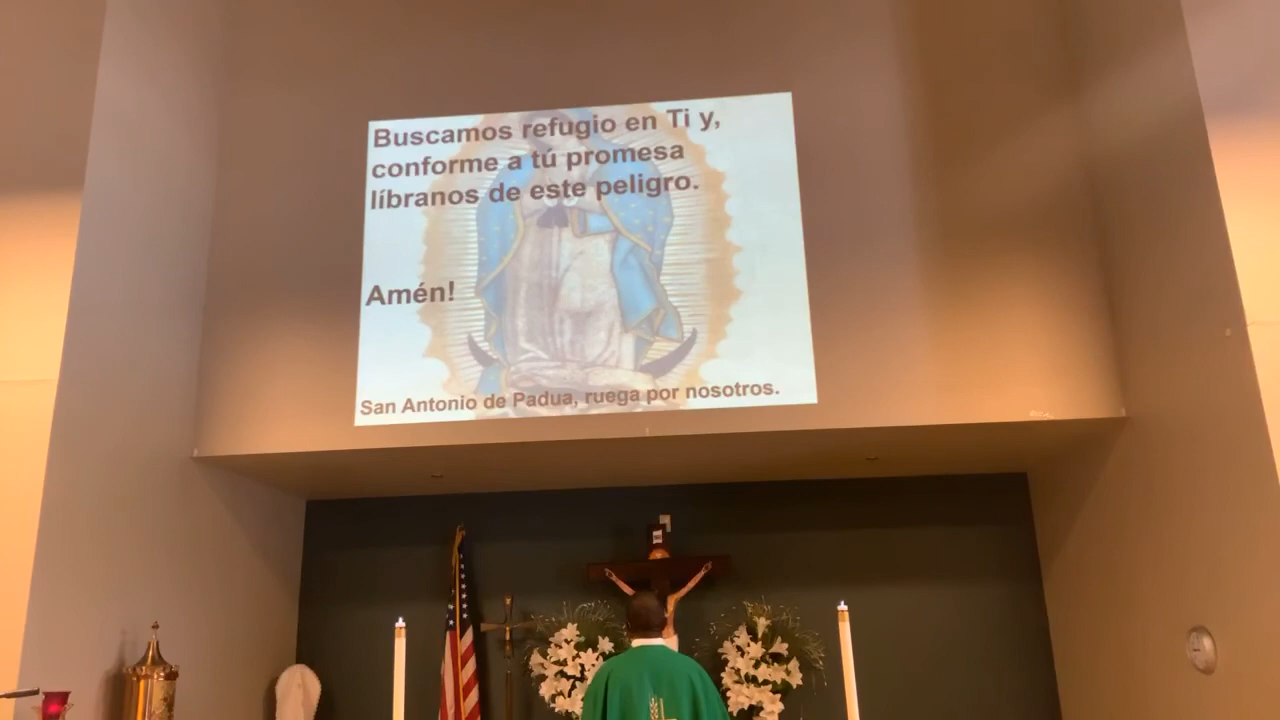 Buscamos refugio en Ti y,
conforme a tú promesa
líbranos de este peligro.
Amén!
San Antonio de Padua, ruega por nosotros.